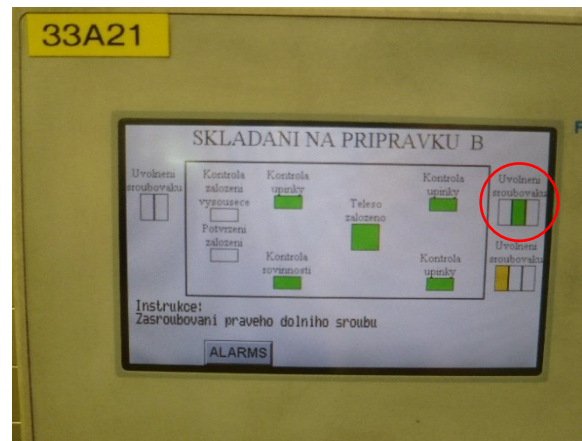 33A21
SKLADANI NA PRIPRAVKU B
Uvolneni
sroubovaku
Kontrola
zalozeni
vysousece
Potvrzeni
zalozeni
Kontrola
upinky
Kontrola
rovinnosti
Teleso
zalozeno
Kontrola
upinky
Kontrola
upinky
Uvolneni
sroubovaku
Uvolneni
sroubovaku
Instrukce:
Zasroubovani praveho dolniho sroubu
ALARMS